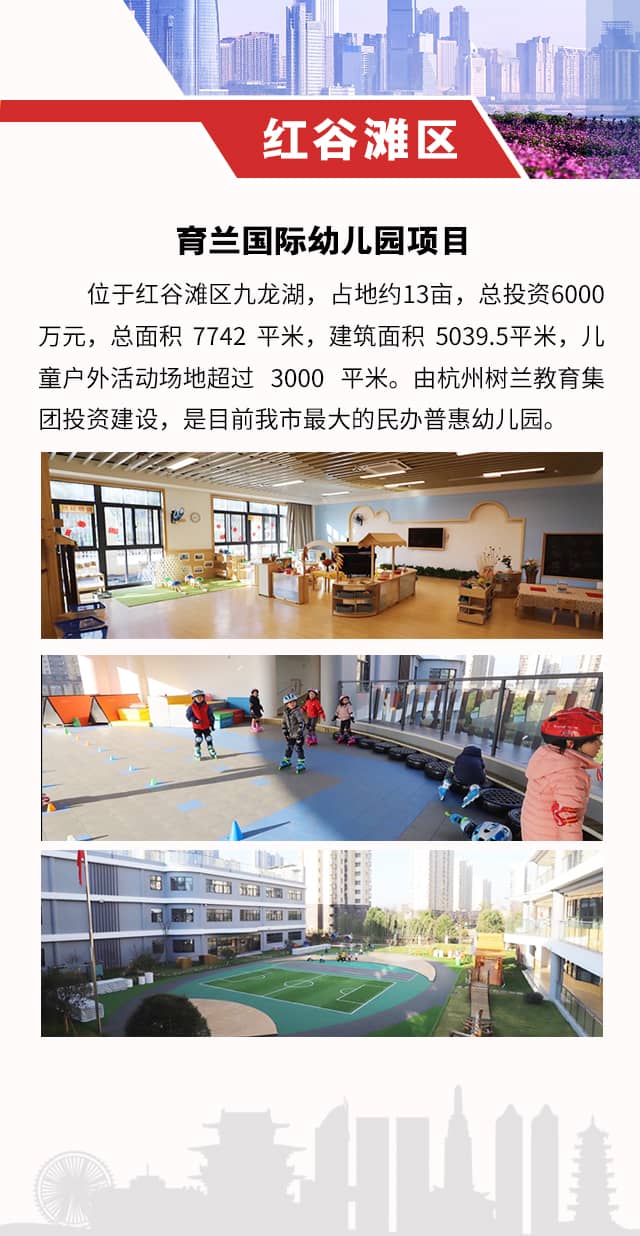 红谷滩区
育兰国际幼儿园项目
位于红谷滩区九龙湖，占地约13亩，总投资6000
万元，总面积 7742 平米，建筑面积 5039.5平米，儿
童户外活动场地超过 3000 平米。由杭州树兰教育集
团投资建设，是目前我市最大的民办普惠幼儿园。